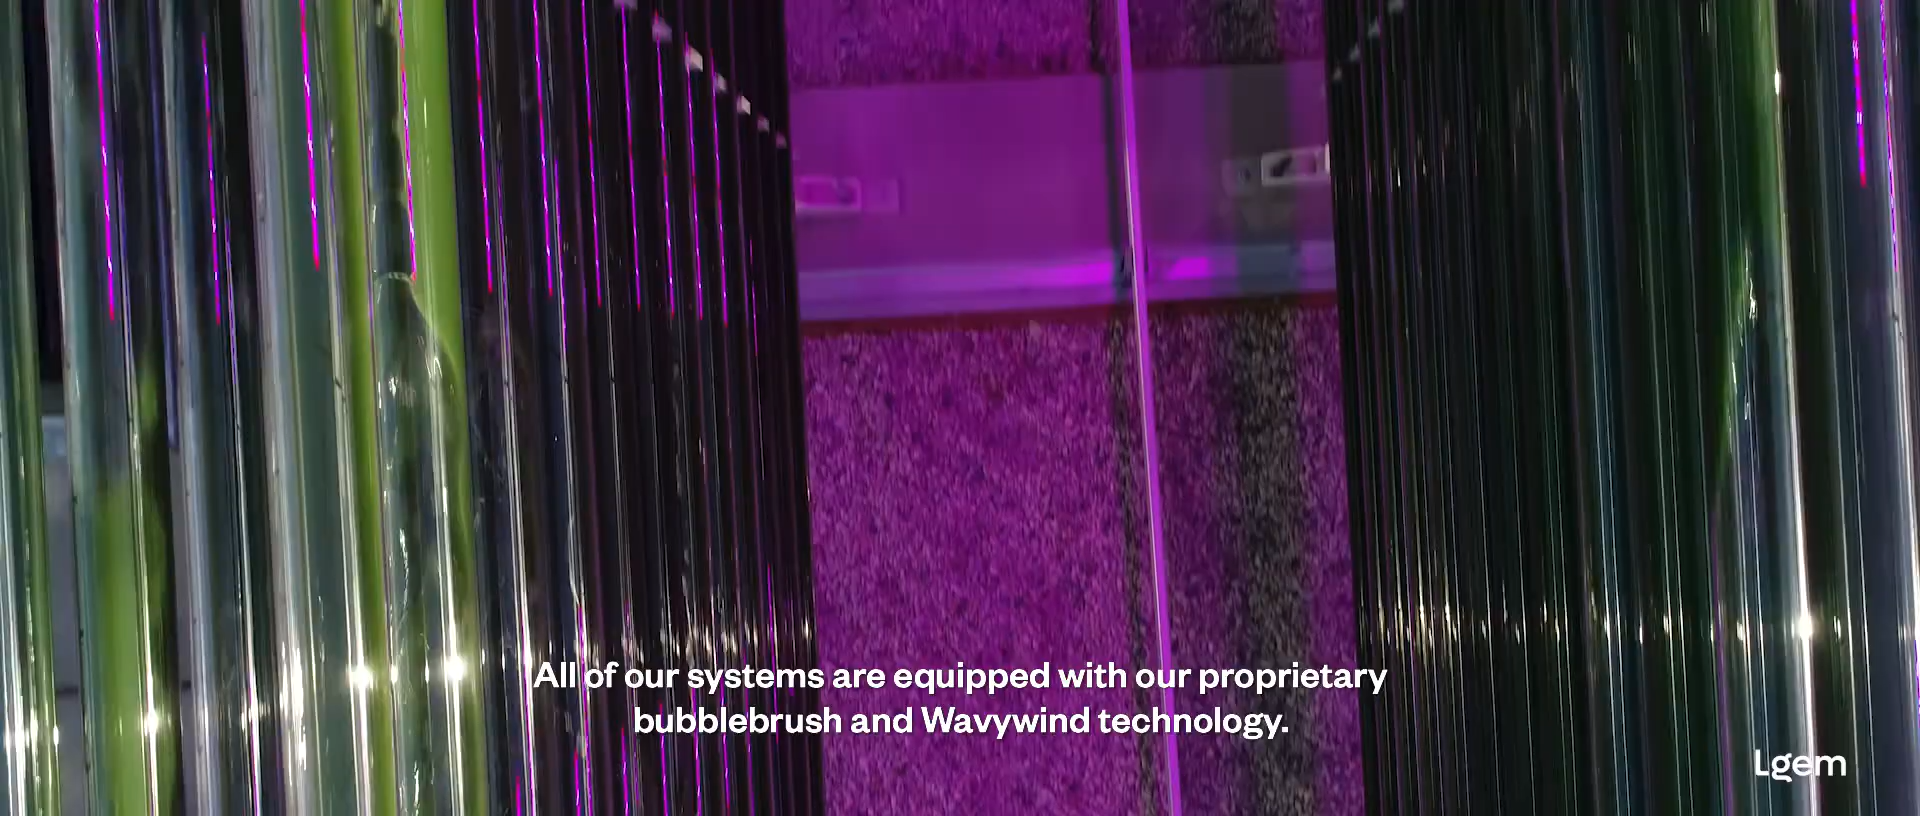 All of our systems are equipped with our proprietary
bubblebrush and Wavywind technology.
Lgem